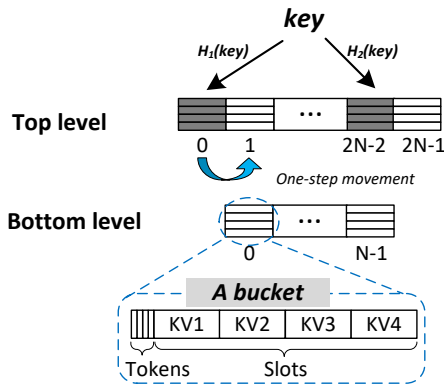 key
H1(key) H2(key)
Top level
...
0 1 2N-2 2N-1
One-step movement
Bottom level
...
0 N-1
A bucket
KV1 KV2 KV3 KV4
Tokens Slots